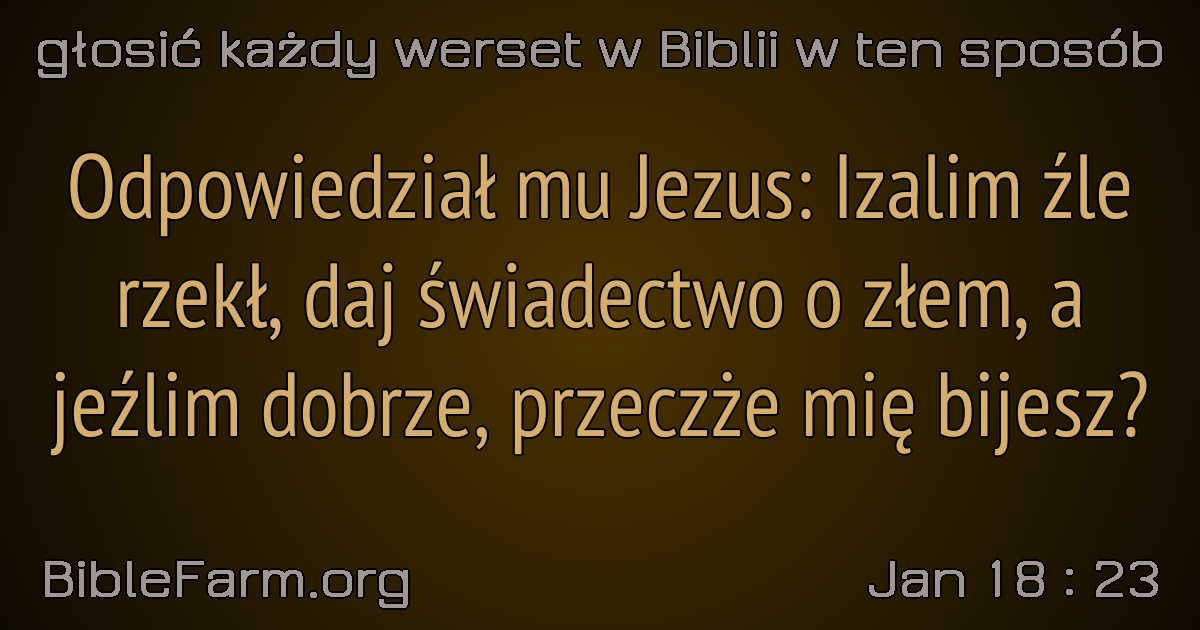 głosić każdy werset w Biblii w ten sposób
Odpowiedział mu Jezus: Izalim źle
rzekł, daj świadectwo o złem, a
jeźlim dobrze, przeczże mię bijesz?
BibleFarm.org
Jan 18 : 23